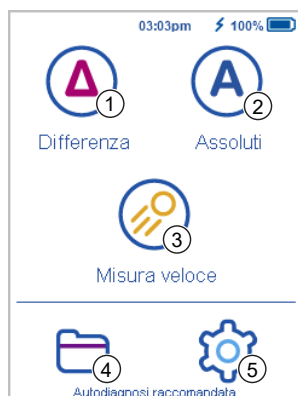 03:03pm 100%
1 A 2
Differenza Assoluti
3
Misura veloce
4 5
Autodiagnosi raccomandata